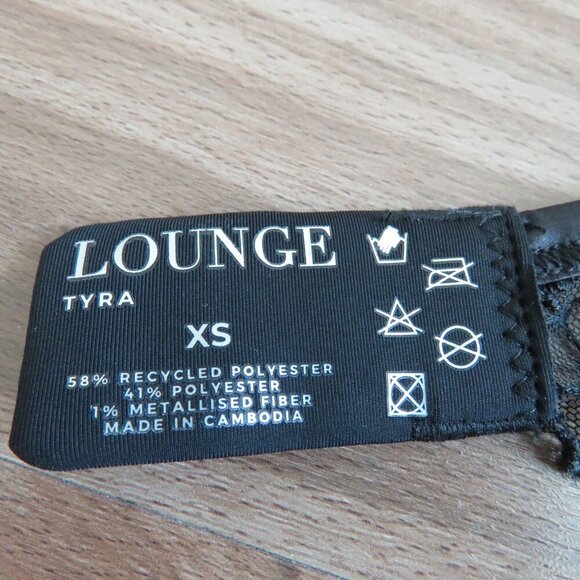 LOUNGE
TYRA
XS
58% RECYCLED POLYESTER
41% POLYESTER
1% METALLISED FIBER
MADE IN CAMBODIA